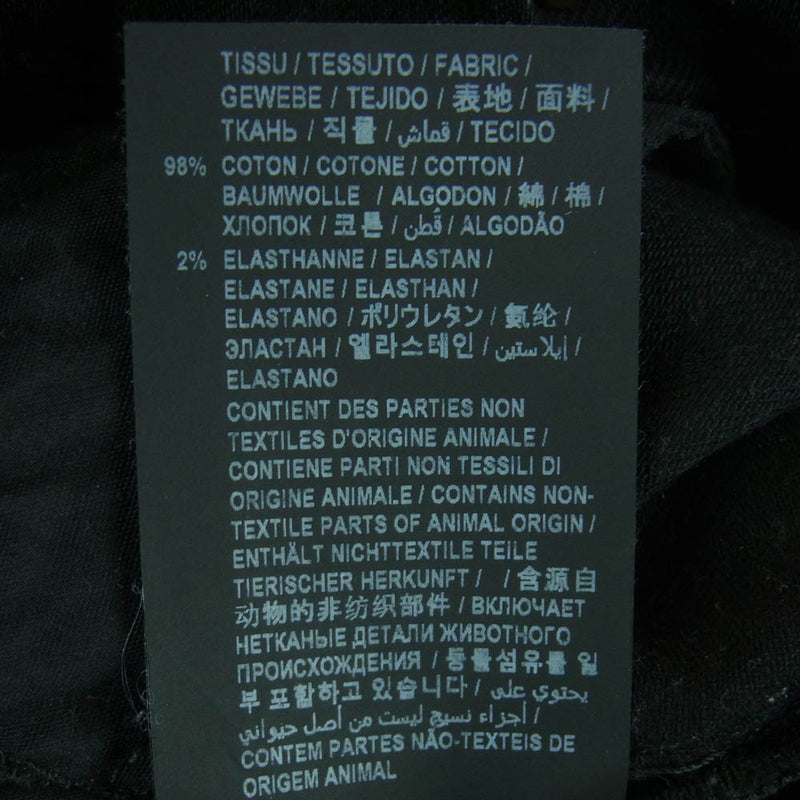 TISSU / TESSUTO / FABRIC /
GEWEBE / TEJIDO / 表地 / 面料 /
ТКАНЬ / 직물 / قماش / TECIDO
98% COTON / COTONE / COTTON /
BAUMWOLLE / ALGODON / 綿 / 棉 /
ХЛОПОК / 코튼 / قُطن / ALGODÃO
2% ELASTHANNE / ELASTAN /
ELASTANE / ELASTHAN /
ELASTANO / ポリウレタン / 氨纶 /
ЭЛАСТАН / 엘라스테인 / إيلاستين /
ELASTANO
CONTIENT DES PARTIES NON
TEXTILES D'ORIGINE ANIMALE /
CONTIENE PARTI NON TESSILI DI
ORIGINE ANIMALE / CONTAINS NON-
TEXTILE PARTS OF ANIMAL ORIGIN /
ENTHÄLT NICHTTEXTILE TEILE
TIERISCHER HERKUNFT / / 含源自
动物的非纺织部件 / ВКЛЮЧАЕТ
НЕТКАНЫЕ ДЕТАЛИ ЖИВОТНОГО
ПРОИСХОЖДЕНИЯ / 동물섬유를 일
부 포함하고 있습니다 / يحتوي على
أجزاء نسيج ليست من أصل حيواني /
CONTEM PARTES NÃO-TEXTEIS DE
ORIGEM ANIMAL